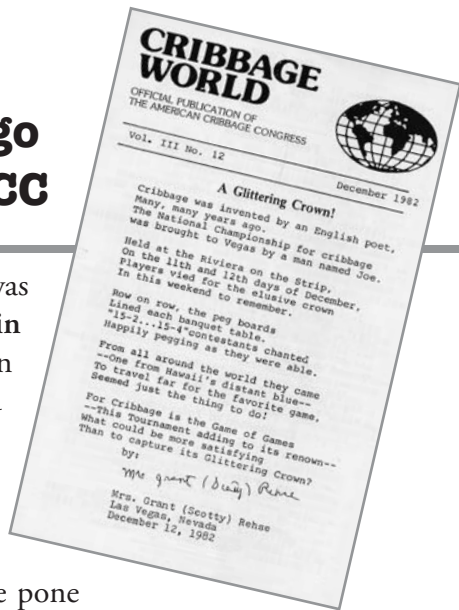 go
CC
was
in
n
e pone
CRIBBAGE
WORLD
OFFICIAL PUBLICATION OF
THE AMERICAN CRIBBAGE CONGRESS
Vol. III No. 12
December 1982
A Glittering Crown!
Cribbage was invented by an English poet,
Many, many years ago.
The National Championship for cribbage
was brought to Vegas by a man named Joe.
Held at the Riviera on the Strip,
On the 11th and 12th days of December,
Players vied for the elusive crown
In this weekend to remember.
Row on row, the peg boards
Lined each banquet table.
"15-2...15-4"contestants chanted
Happily pegging as they were able.
From all around the world they came
--One from Hawaii's distant blue--
To travel far for the favorite game,
Seemed just the thing to do!
For Cribbage is the Game of Games
--This Tournament adding to its renown--
What could be more satisfying
Than to capture its Glittering Crown?
by:
Mrs Grant (Scotty) Rehse
Mrs. Grant (Scotty) Rehse
Las Vegas, Nevada
December 12, 1982